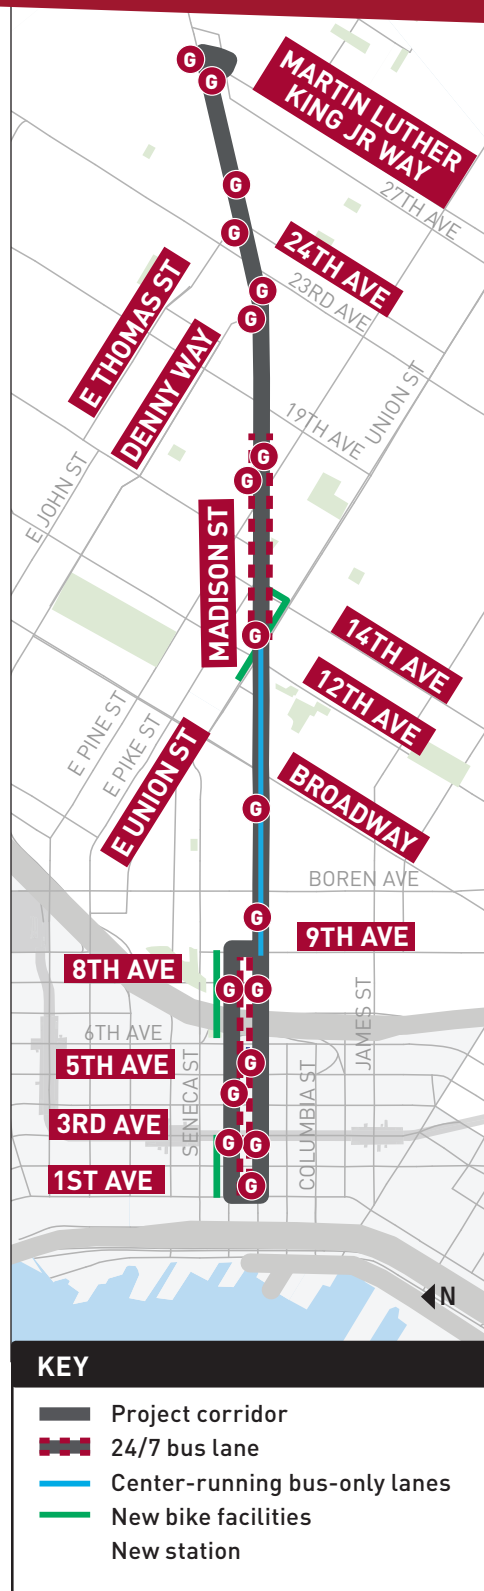 G
G
MARTIN LUTHER
KING JR WAY
27TH AVE
G
G
24TH AVE
23RD AVE
E THOMAS ST
G
G
DENNY WAY
19TH AVE
UNION ST
E JOHN ST
G
G
MADISON ST
G
14TH AVE
12TH AVE
E PINE ST
E PIKE ST
E UNION ST
BROADWAY
G
BOREN AVE
G
9TH AVE
8TH AVE
G
G
JAMES ST
6TH AVE
5TH AVE
SENECA ST
G
COLUMBIA ST
G
3RD AVE
G
G
1ST AVE
G
N
KEY
Project corridor
24/7 bus lane
Center-running bus-only lanes
New bike facilities
New station